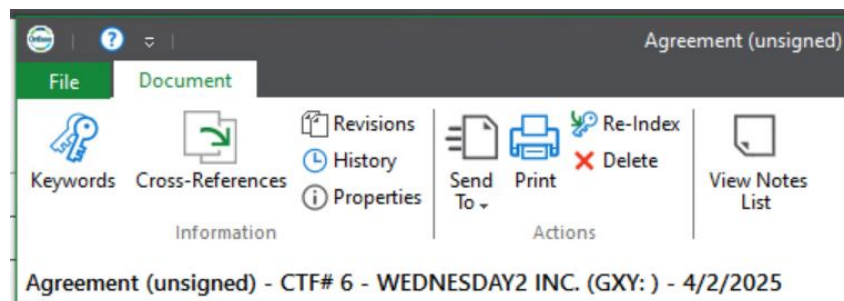 OnBase
?
Agreement (unsigned)
File Document
Keywords
Cross-References
Revisions
History
Properties
Information
Send To
Print
Re-Index
Delete
Actions
View Notes
List
Agreement (unsigned) - CTF# 6 - WEDNESDAY2 INC. (GXY: ) - 4/2/2025